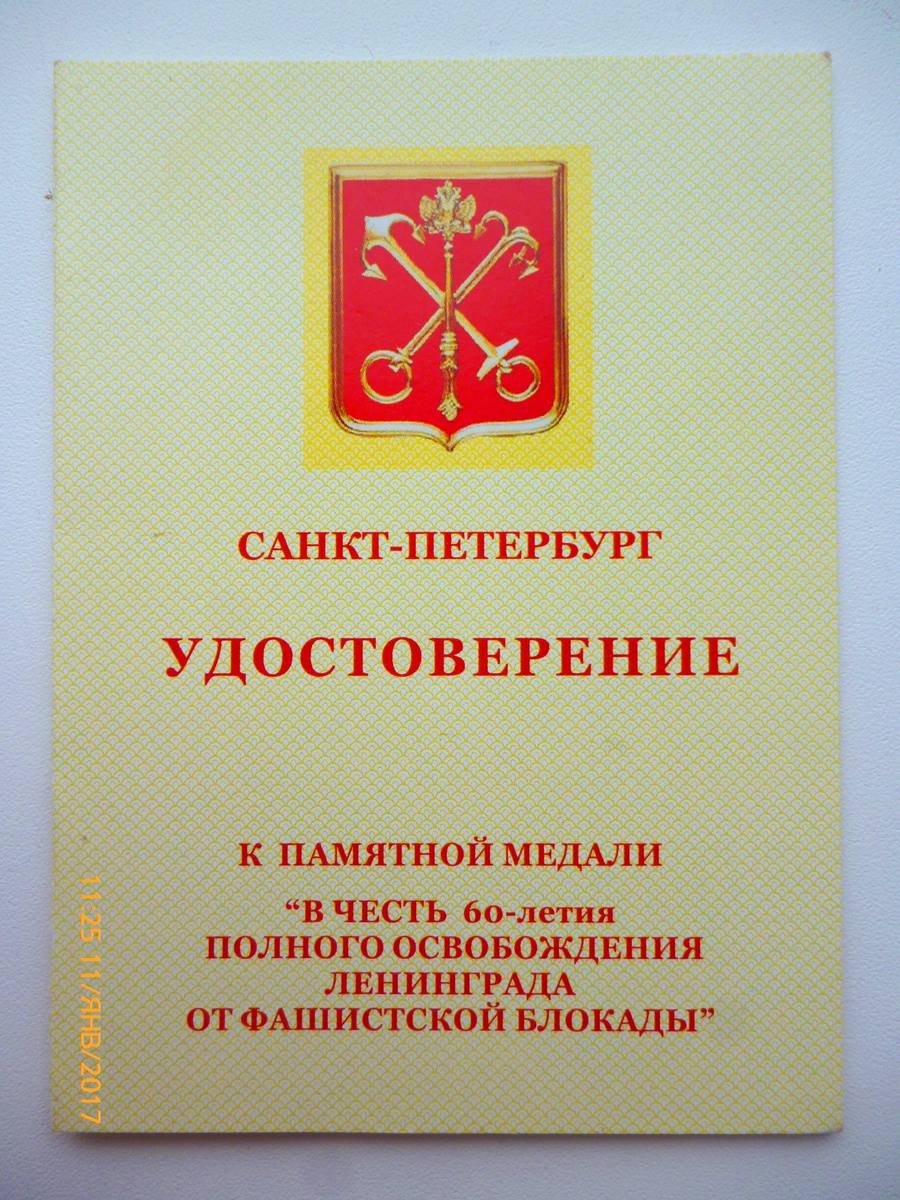 САНКТ-ПЕТЕРБУРГ
УДОСТОВЕРЕНИЕ
К ПАМЯТНОЙ МЕДАЛИ
“В ЧЕСТЬ 60-летия
ПОЛНОГО ОСВОБОЖДЕНИЯ
ЛЕНИНГРАДА
ОТ ФАШИСТСКОЙ БЛОКАДЫ”
11:25 11/ЯНВ/2017